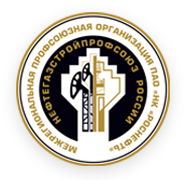 МЕЖРЕГИОНАЛЬНАЯ ПРОФСОЮЗНАЯ ОРГАНИЗАЦИЯ ПАО «НК «РОСНЕФТЬ»
НЕФТЕГАЗСТРОЙПРОФСОЮЗ РОССИИ